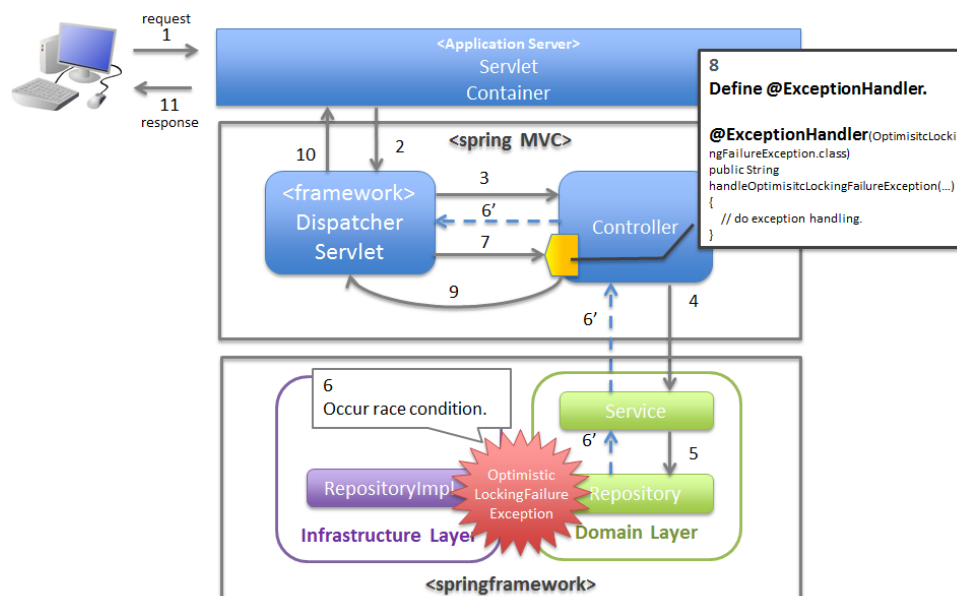 request
1
11
response
<Application Server>
Servlet
Container
8
Define @ExceptionHandler.
@ExceptionHandler(OptimisitcLocki
ngFailureException.class)
public String
handleOptimisitcLockingFailureException(...)
{
// do exception handling.
}
10
2
<spring MVC>
<framework>
Dispatcher
Servlet
3
6’
7
9
Controller
6’
4
6
Occur race condition.
Service
6’
5
RepositoryImpl
Optimistic
LockingFailure
Exception
Repository
Infrastructure Layer
Domain Layer
<springframework>